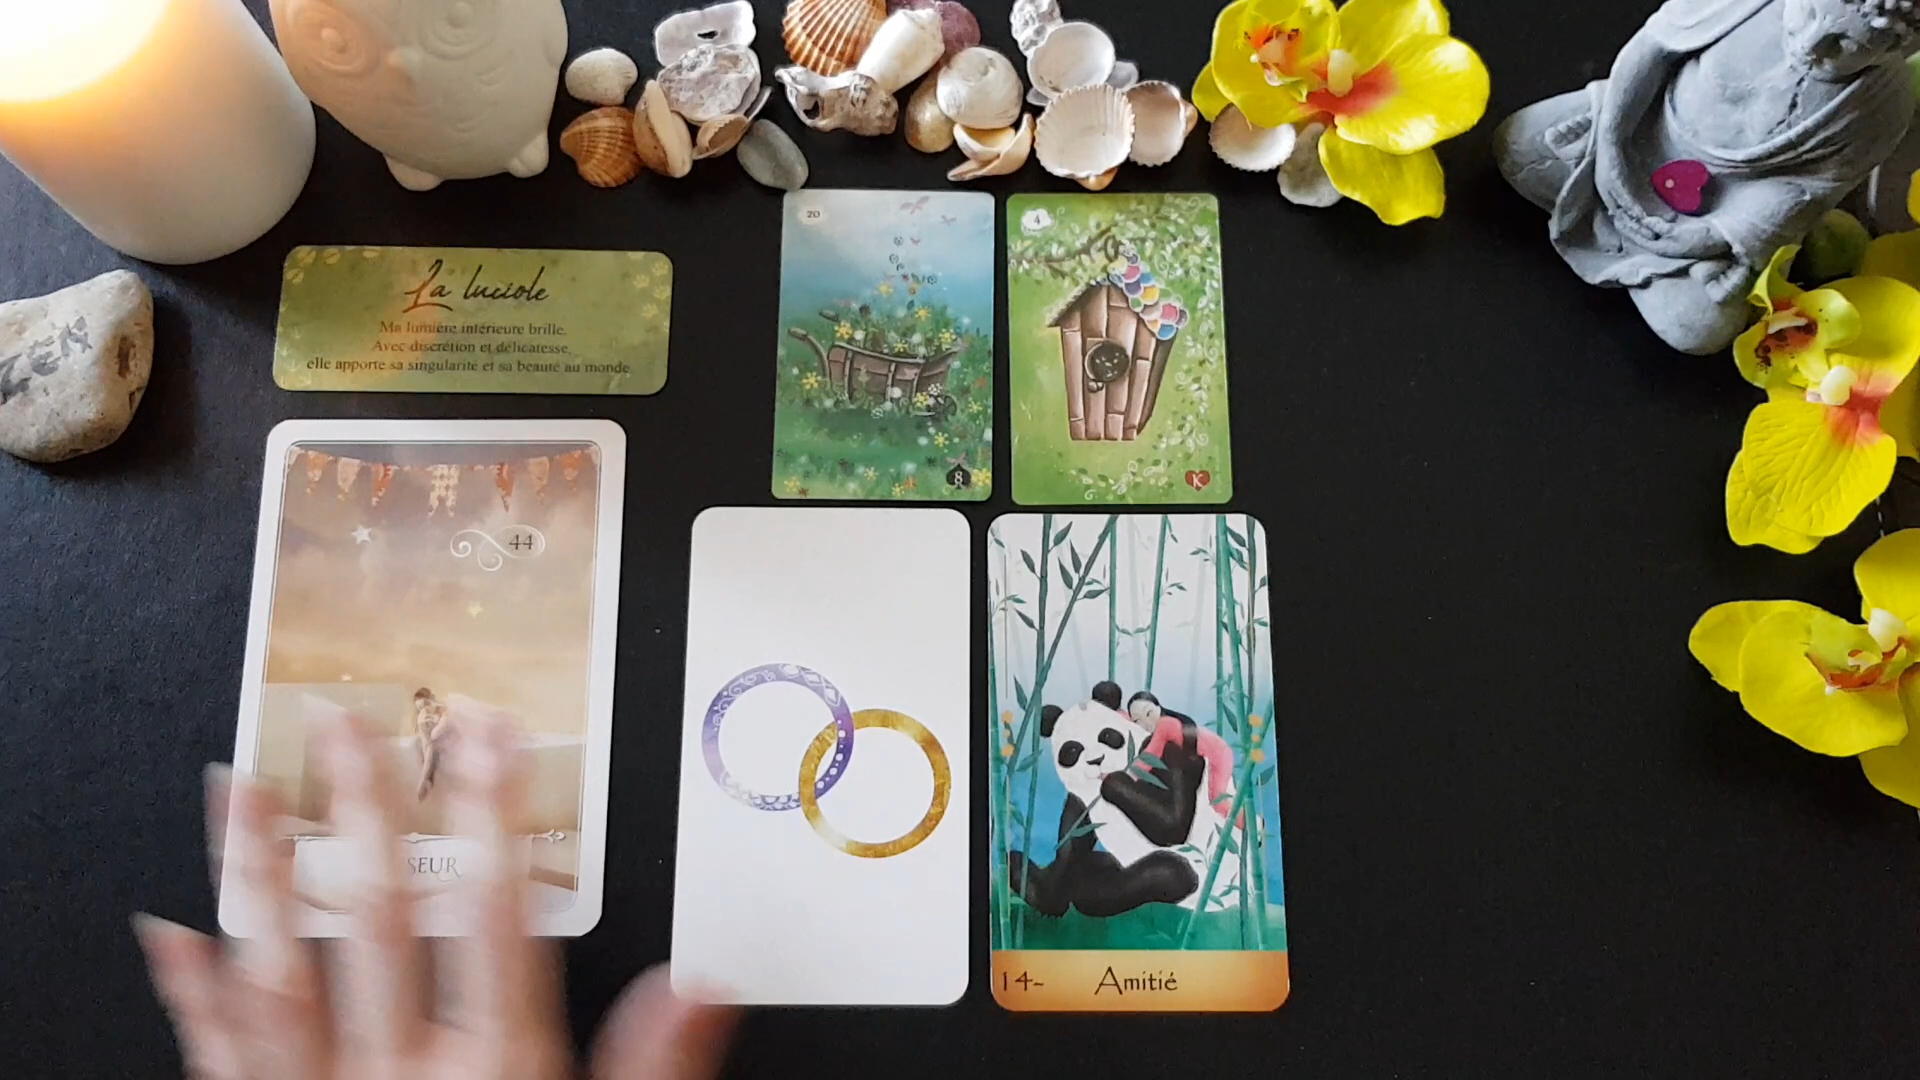 La luciole
Ma lumière intérieure brille.
Avec discrétion et délicatesse,
elle apporte sa singularité et sa beauté au monde.
ZEN
20
8
4
K
44
SEUR
14- Amitié